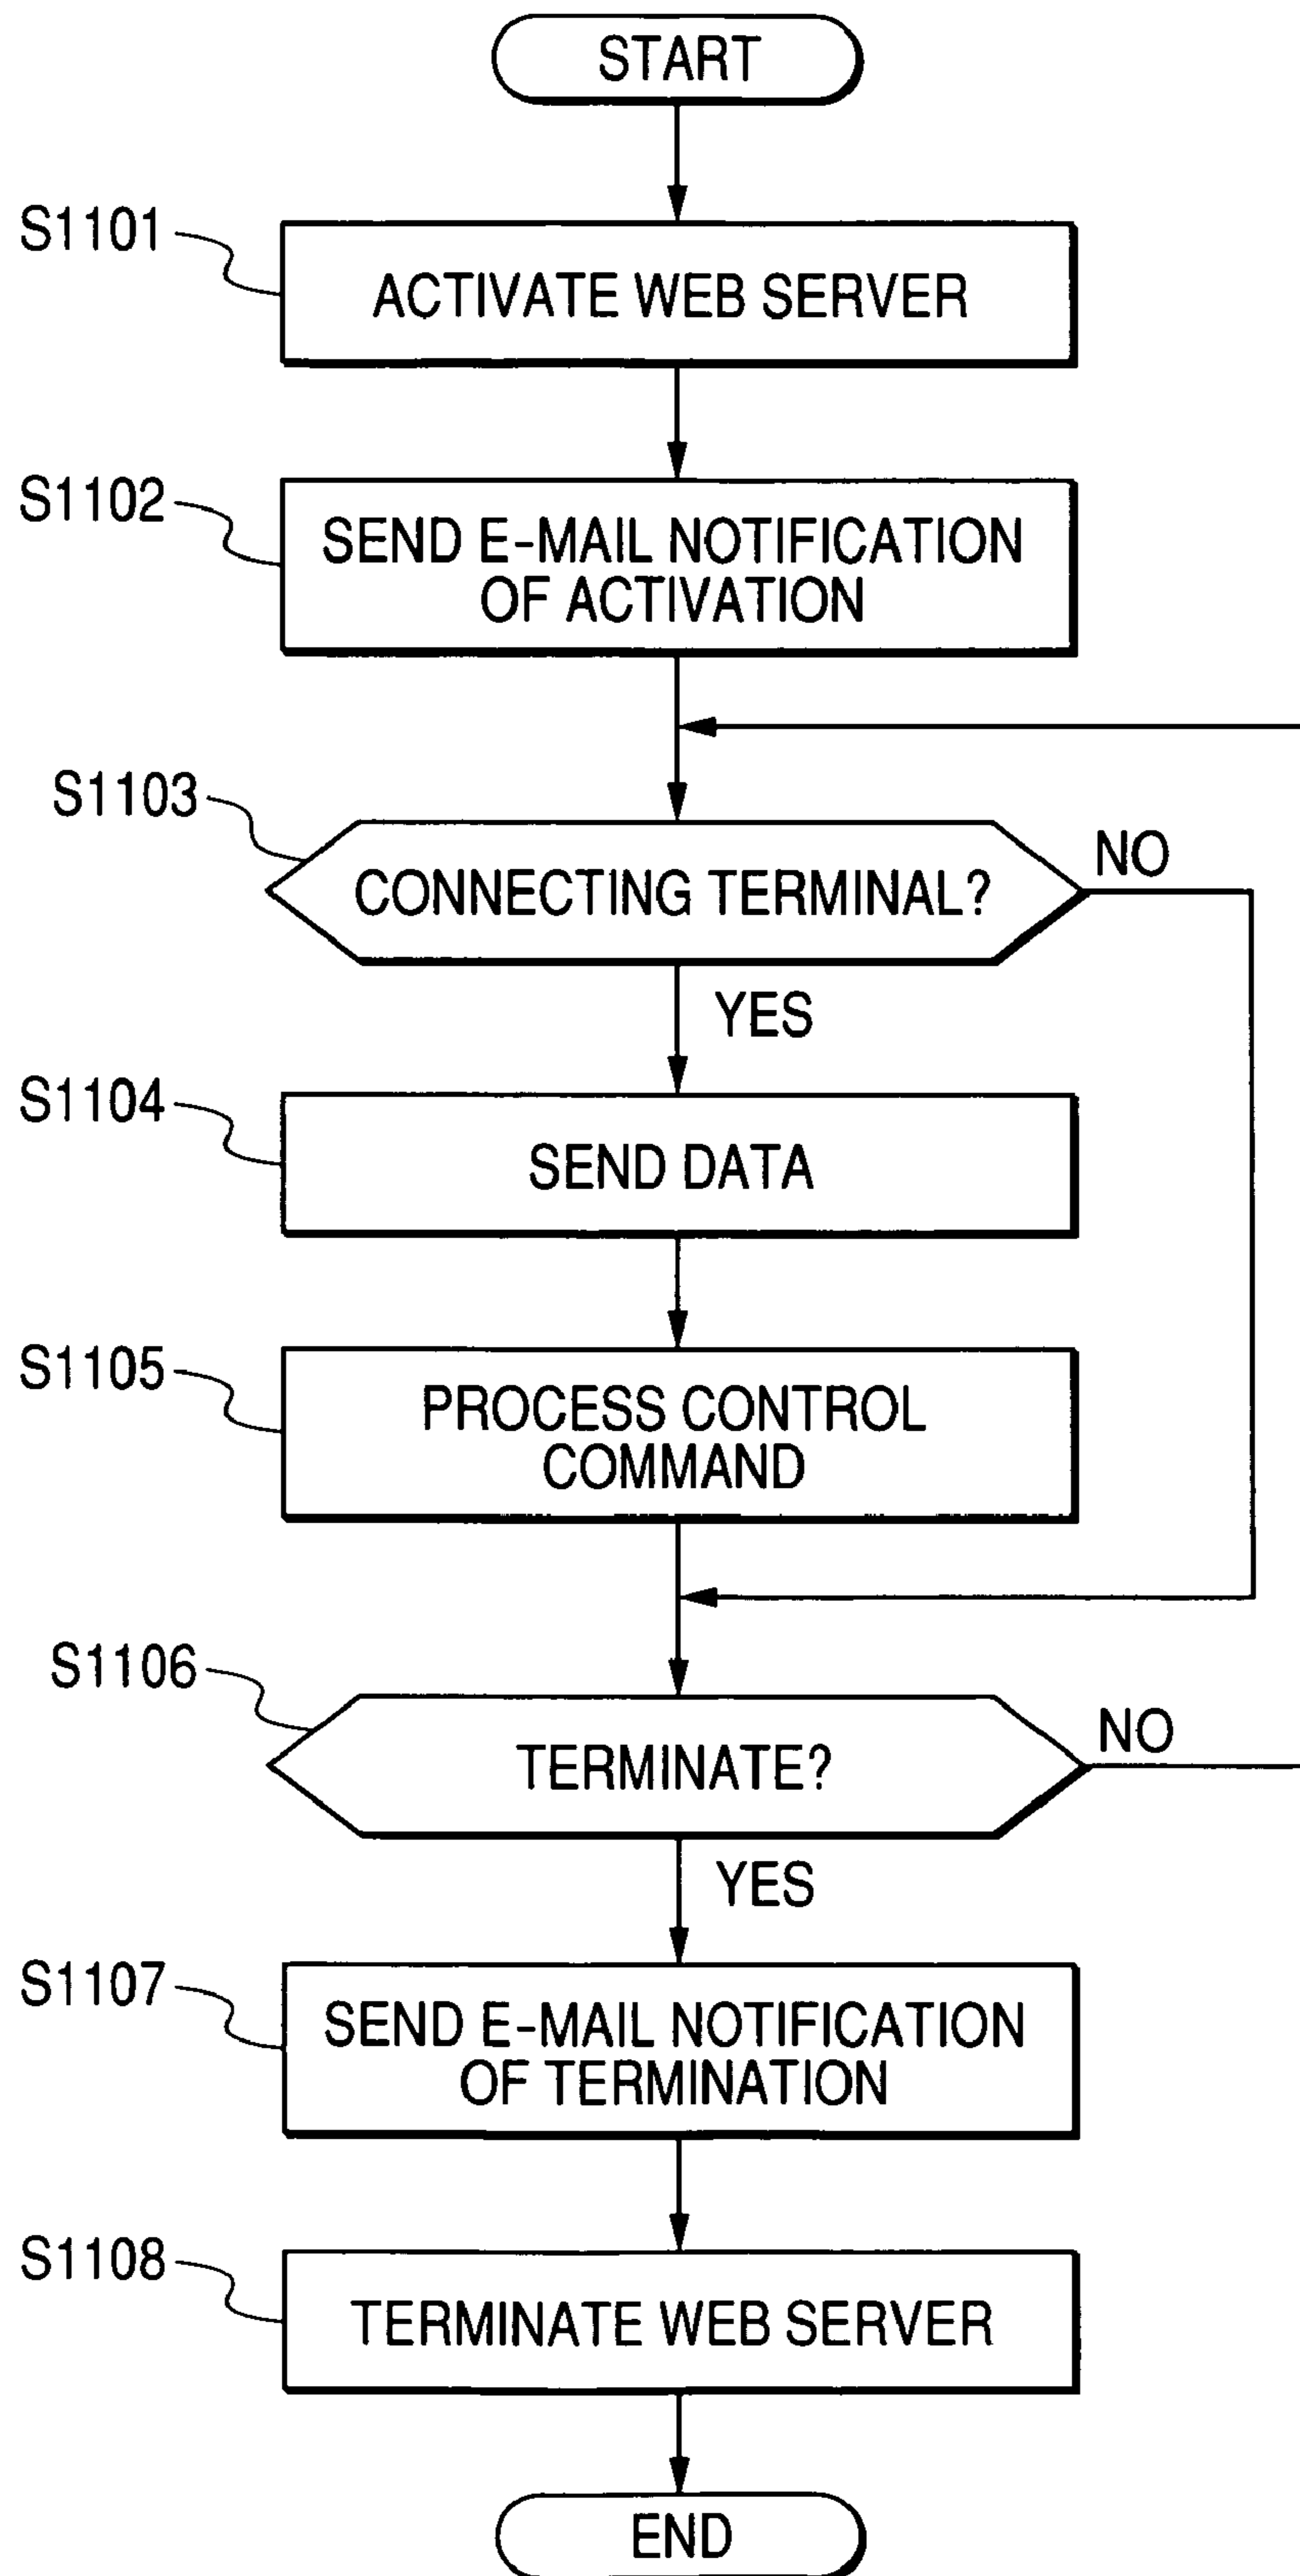 START
S1101
ACTIVATE WEB SERVER
S1102
SEND E-MAIL NOTIFICATION
OF ACTIVATION
S1103
CONNECTING TERMINAL?
NO
YES
S1104
SEND DATA
S1105
PROCESS CONTROL
COMMAND
S1106
TERMINATE?
NO
YES
S1107
SEND E-MAIL NOTIFICATION
OF TERMINATION
S1108
TERMINATE WEB SERVER
END